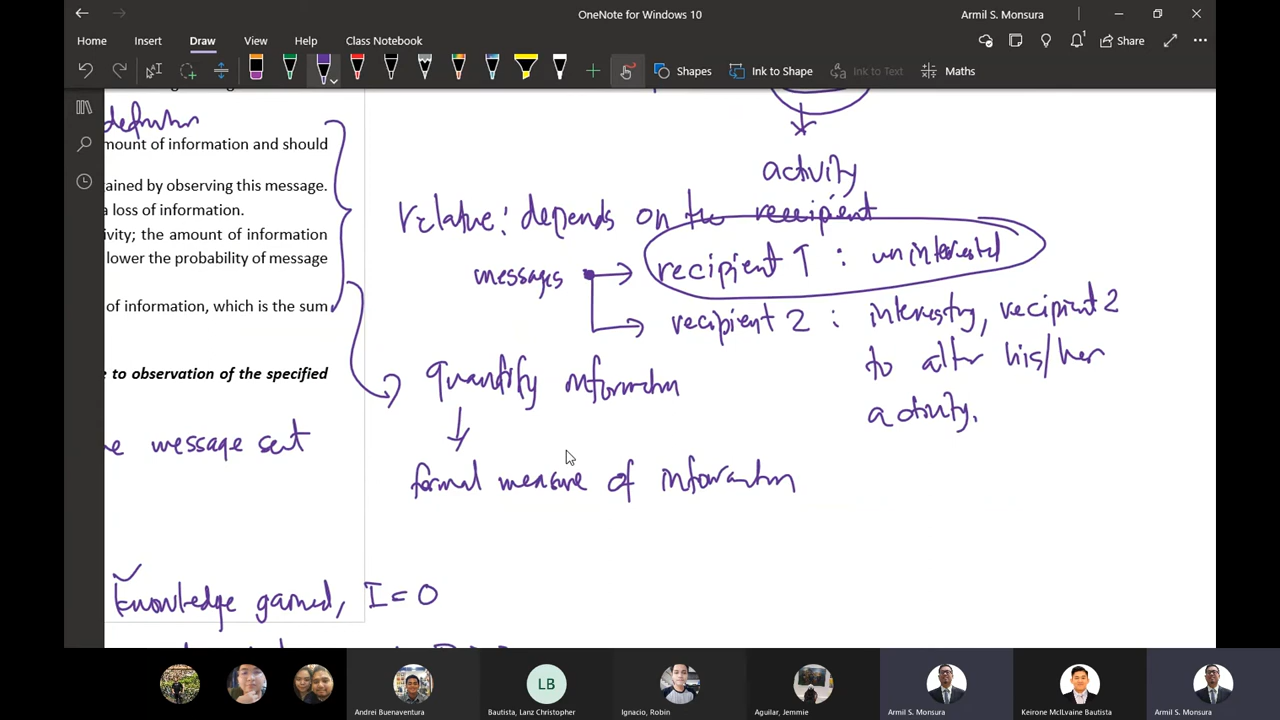 OneNote for Windows 10
Armil S. Monsura
Home Insert Draw View Help Class Notebook
Share
Shapes Ink to Shape Ink to Text Maths
definition
mount of information and should
ained by observing this message.
a loss of information.
tivity; the amount of information
lower the probability of message
of information, which is the sum
e to observation of the specified
e message sent
activity
relative: depends on the recipient
messages
recipient 1 : uninterested
recipient 2 : interesting, recipient 2
to alter his/her
activity.
quantify information
formal measure of information
knowledge gained, I = 0
Andrei Buenaventura
LB
Bautista, Lanz Christopher
Ignacio, Robin
Aguilar, Jemmie
Armil S. Monsura
Keirone McIlvaine Bautista
Armil S. Monsura